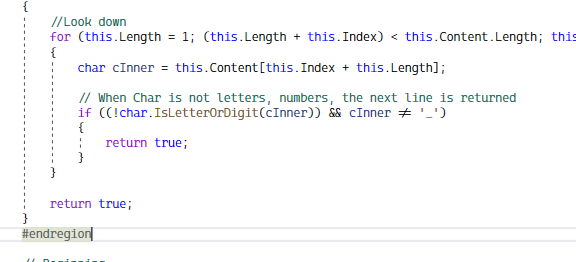 {
//Look down
for (this.Length = 1; (this.Length + this.Index) < this.Content.Length; this
{
char cInner = this.Content[this.Index + this.Length];
// When Char is not letters, numbers, the next line is returned
if ((!char.IsLetterOrDigit(cInner)) && cInner ≠ '_')
{
return true;
}
}
return true;
}
#endregion